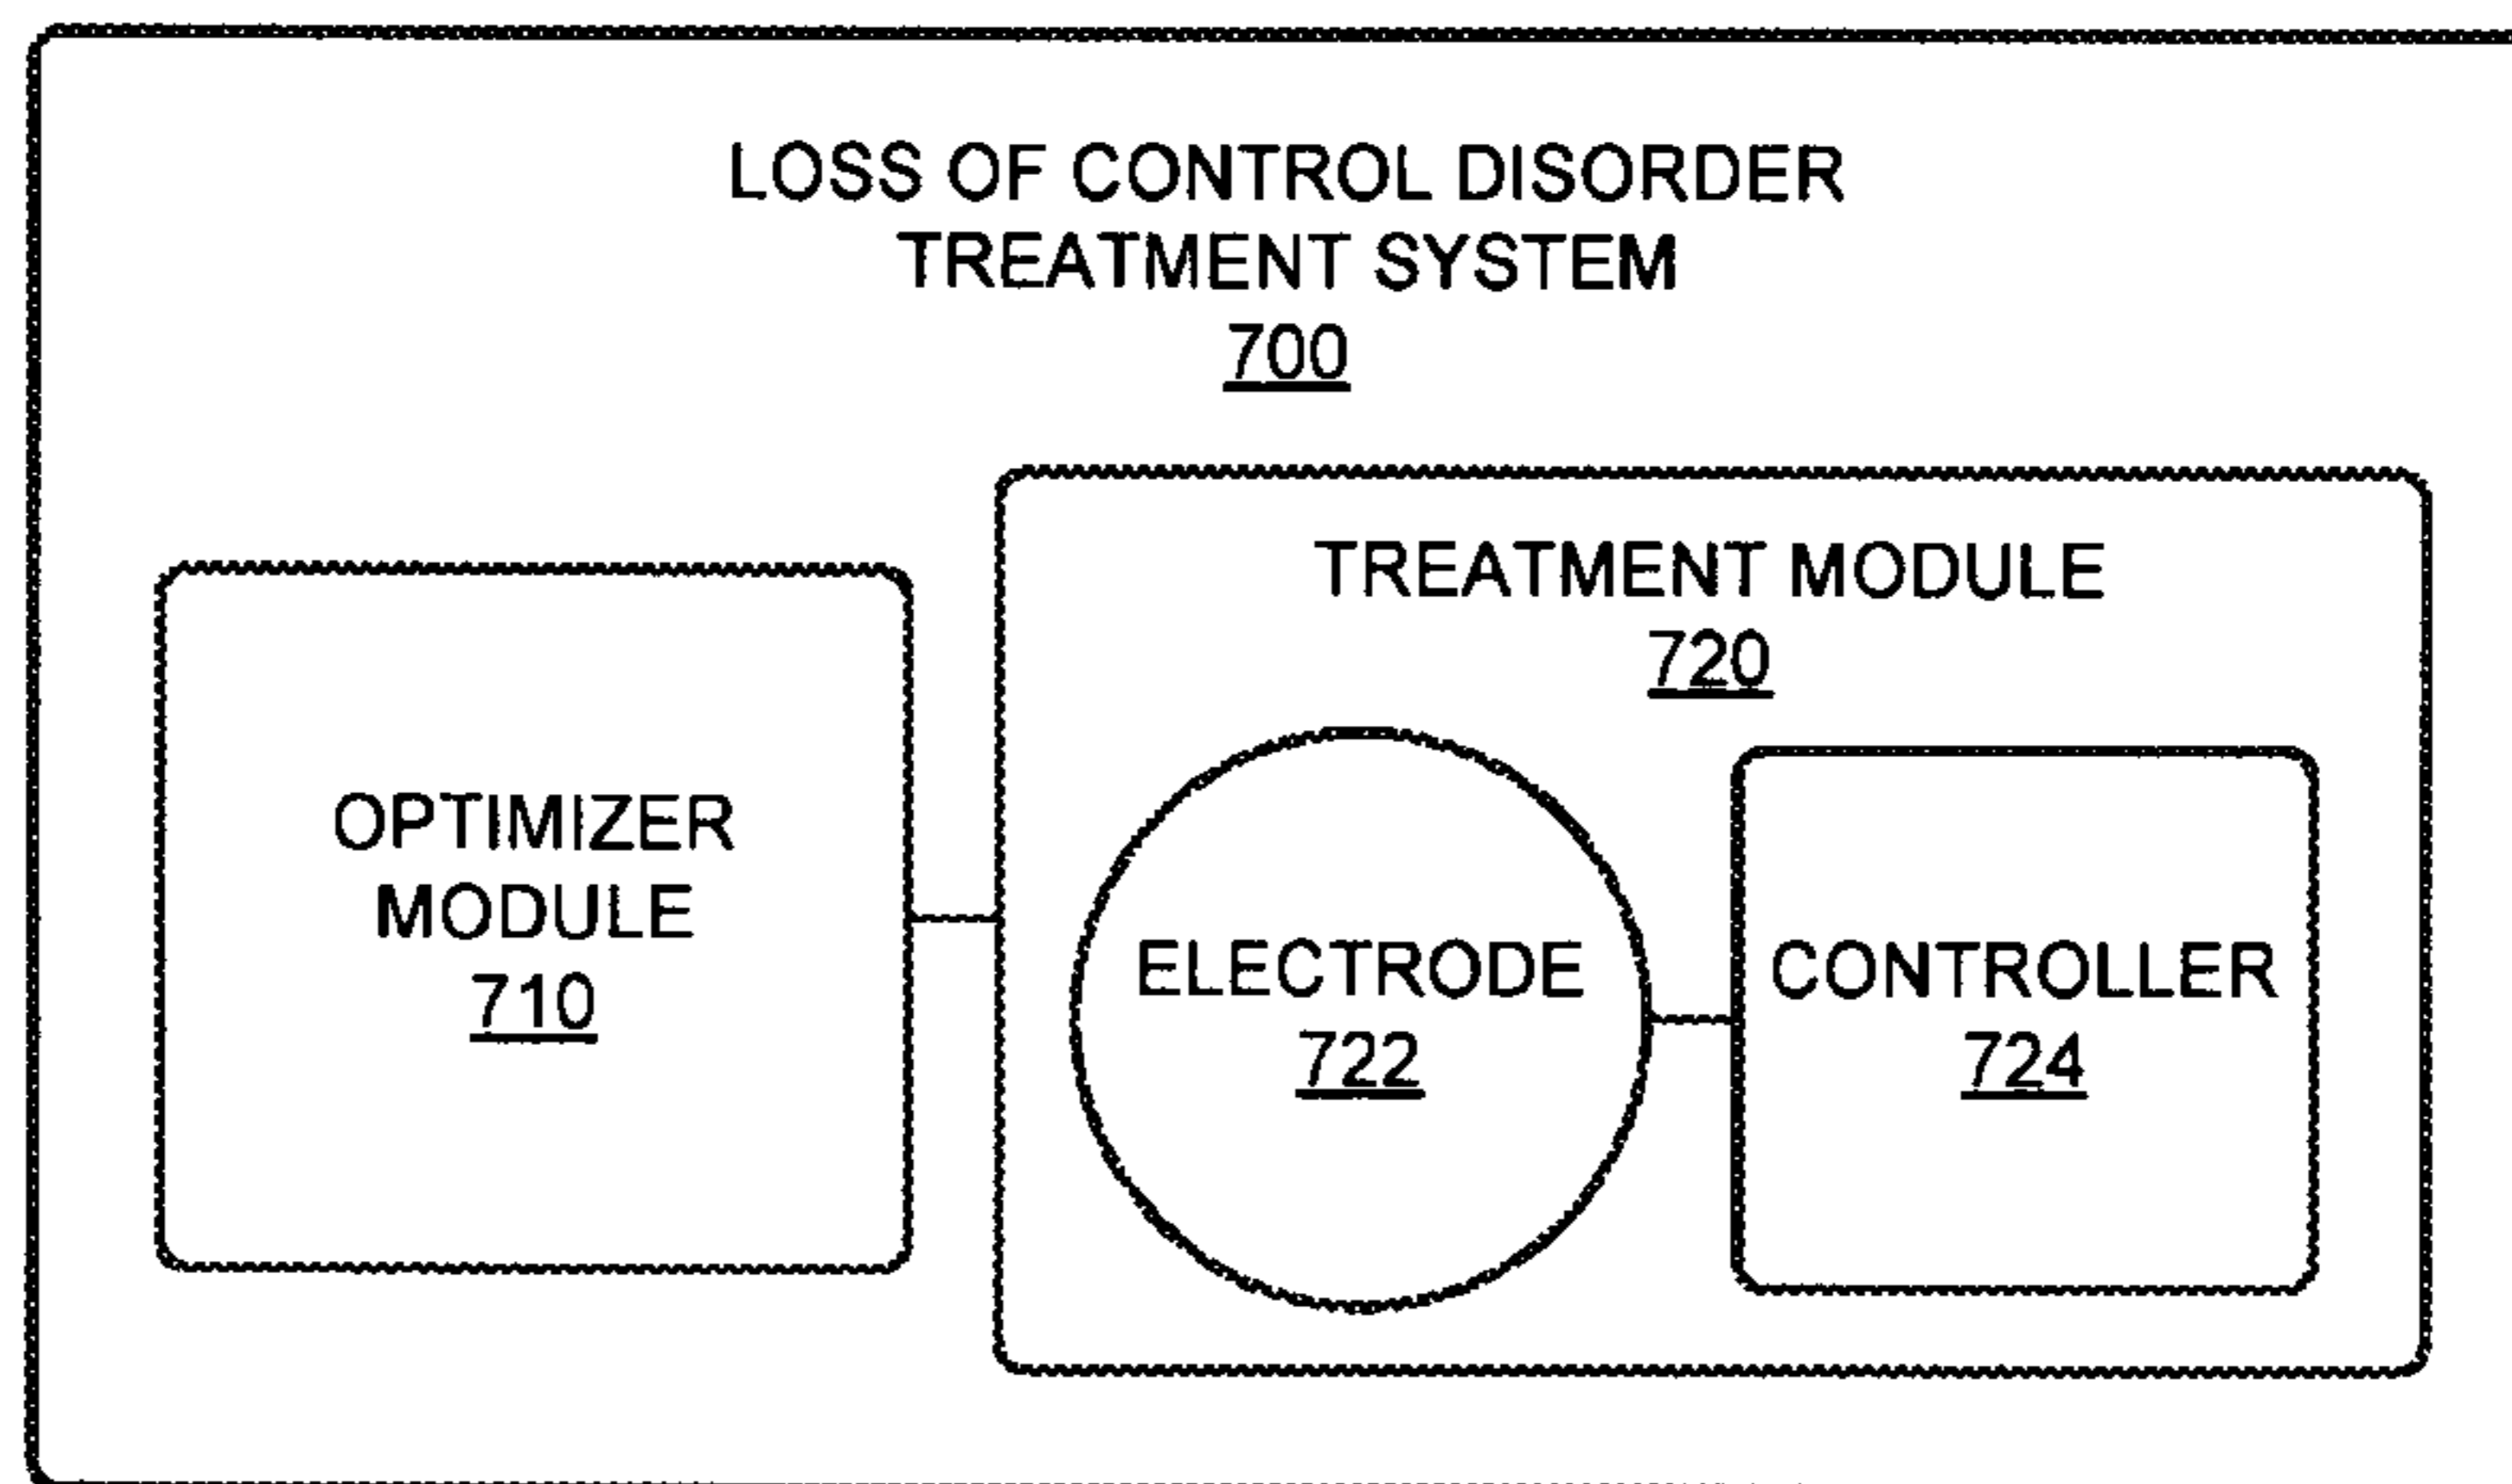 LOSS OF CONTROL DISORDER
TREATMENT SYSTEM
700
TREATMENT MODULE
720
OPTIMIZER
MODULE
710
ELECTRODE
722
CONTROLLER
724